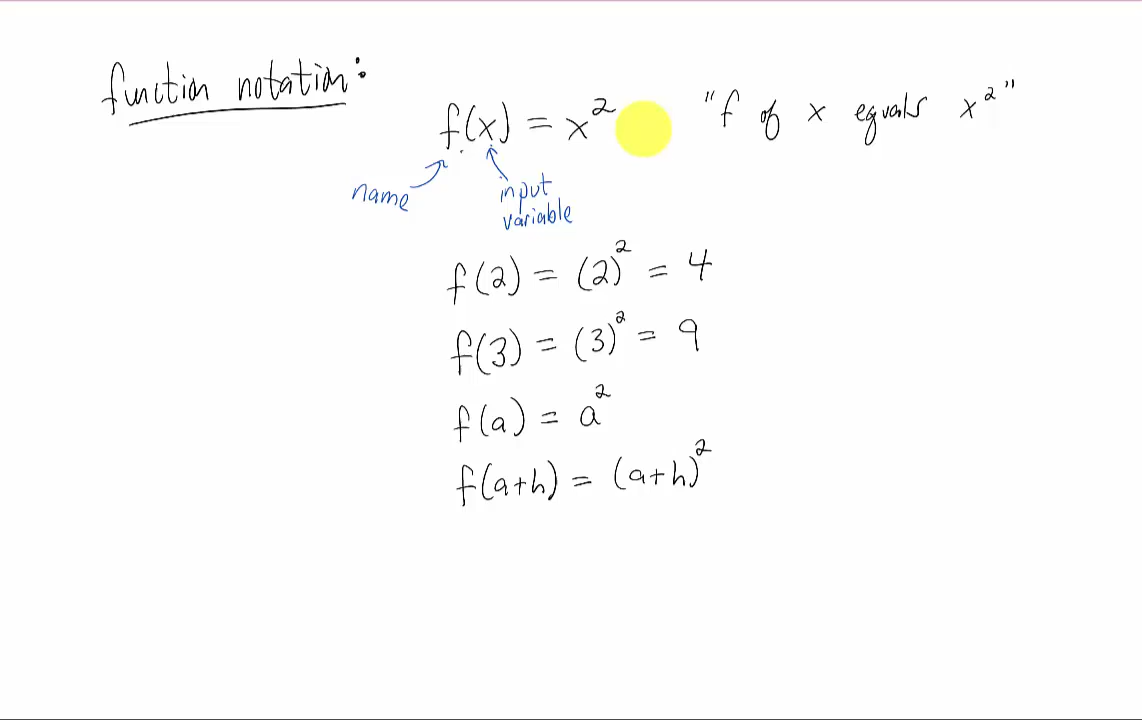 function notation:
f(x) = x² "f of x equals x²"
name
input
variable
f(2) = (2)² = 4
f(3) = (3)² = 9
f(a) = a²
f(a+h) = (a+h)²